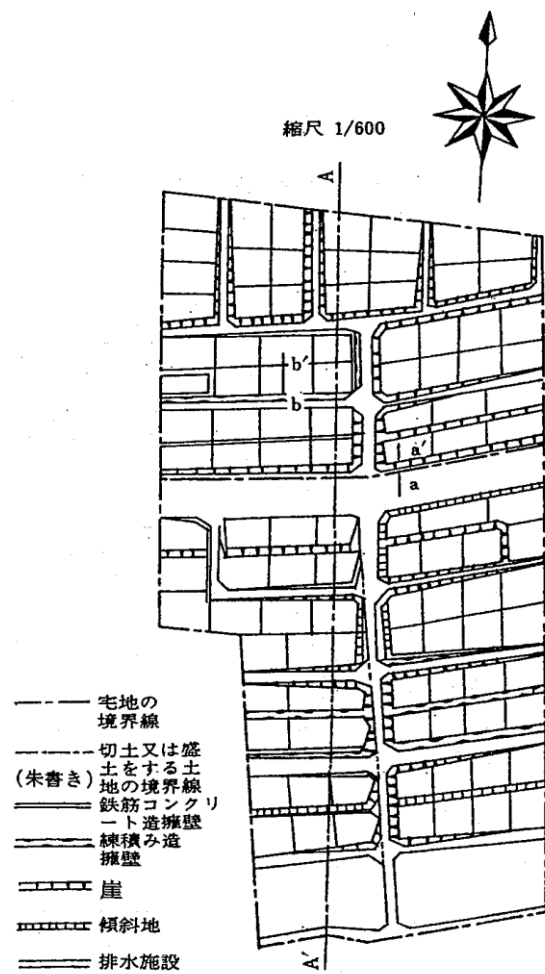 縮尺 1/600
A
b′
b
a′
a
宅地の
境界線
切土又は盛
(朱書き) 土をする土
地の境界線
鉄筋コンクリ
ート造擁壁
練積み造
擁壁
崖
傾斜地
排水施設
A′